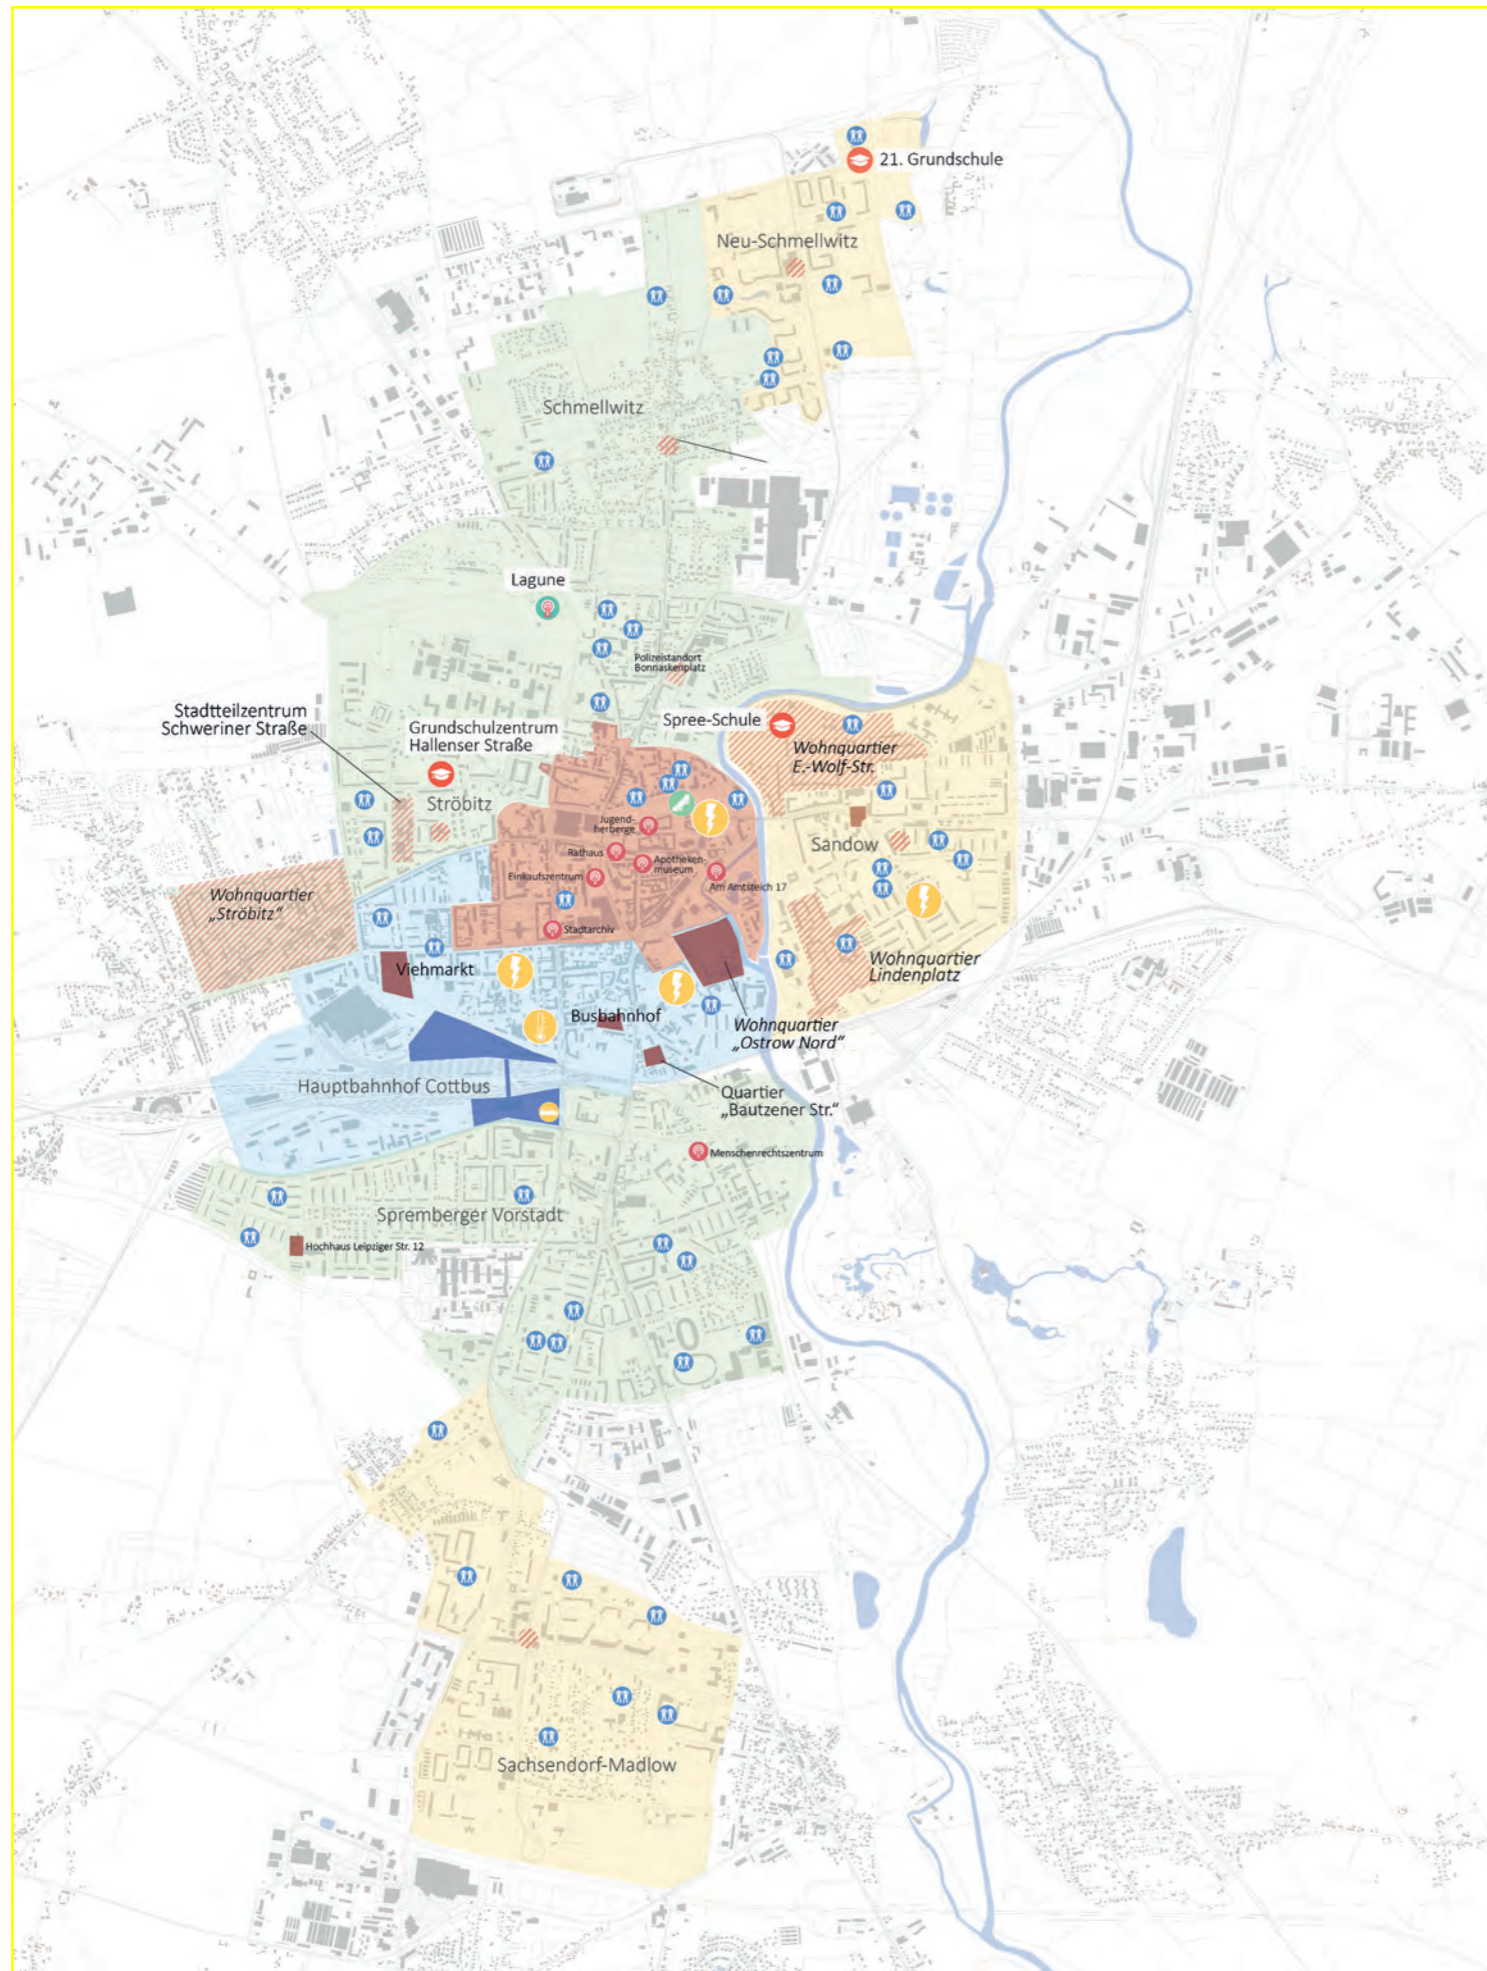 21. Grundschule
Neu-Schmellwitz
Schmellwitz
Lagune
Polizeistandort
Bonnaskenplatz
Stadtteilzentrum
Schweriner Straße
Grundschulzentrum
Hallenser Straße
Spree-Schule
Wohnquartier
E.-Wolf-Str.
Ströbitz
Jugend-
herberge
Sandow
Rathaus
Apotheken-
museum
Einkaufszentrum
Am Amtsteich 17
Wohnquartier
„Ströbitz“
Stadtarchiv
Viehmarkt
Wohnquartier
Lindenplatz
Busbahnhof
Wohnquartier
„Ostrow Nord“
Hauptbahnhof Cottbus
Quartier
„Bautzener Str.“
Menschenrechtszentrum
Spremberger Vorstadt
Hochhaus Leipziger Str. 12
Sachsendorf-Madlow